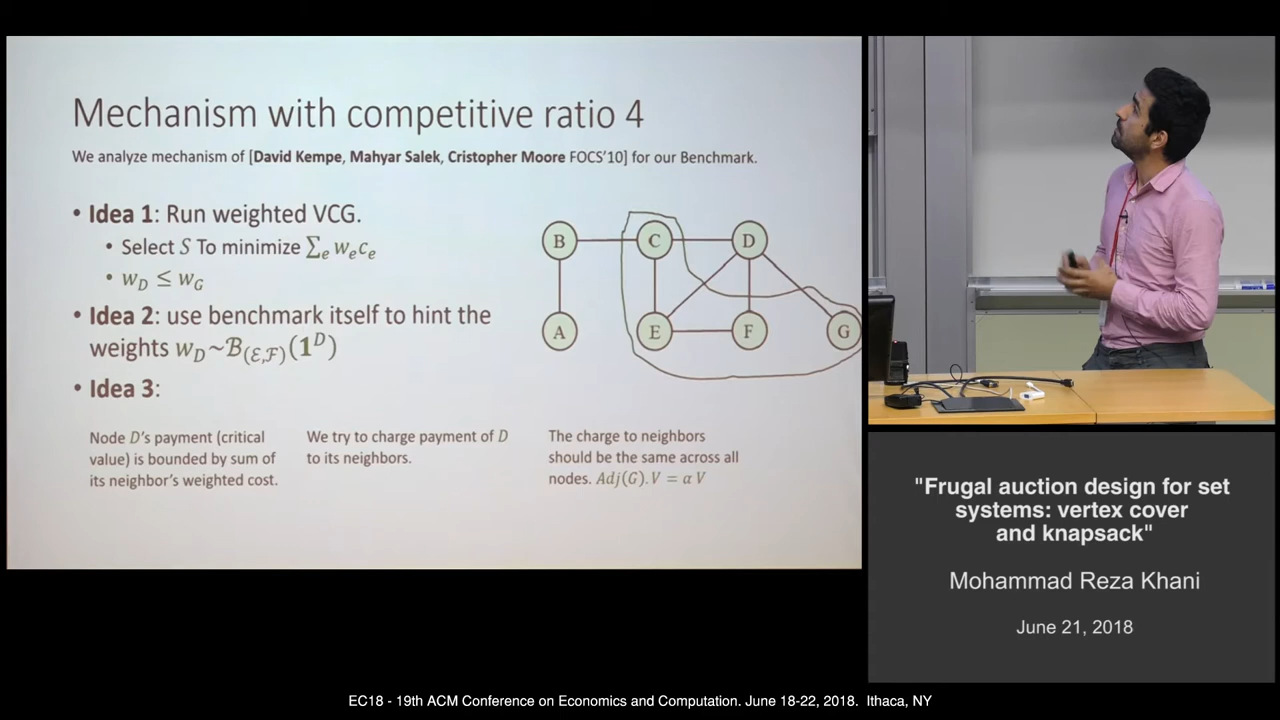 Mechanism with competitive ratio 4
We analyze mechanism of [David Kempe, Mahyar Salek, Cristopher Moore FOCS'10] for our Benchmark.
• Idea 1: Run weighted VCG.
• Select S To minimize ∑ₑ wₑcₑ
• w_D ≤ w_G
• Idea 2: use benchmark itself to hint the
weights w_D~ℬ_(ℰ,ℱ)(1^D)
• Idea 3:
B
C
D
A
E
F
G
Node D's payment (critical
value) is bounded by sum of
its neighbor's weighted cost.
We try to charge payment of D
to its neighbors.
The charge to neighbors
should be the same across all
nodes. Adj(G).V = α V
"Frugal auction design for set
systems: vertex cover
and knapsack"
Mohammad Reza Khani
June 21, 2018
EC18 - 19th ACM Conference on Economics and Computation. June 18-22, 2018. Ithaca, NY